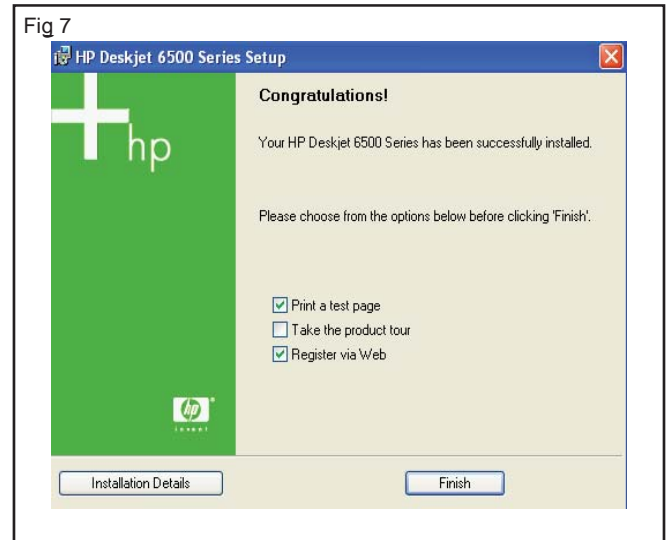 Fig 7
HP Deskjet 6500 Series Setup
hp
Congratulations!
Your HP Deskjet 6500 Series has been successfully installed.
Please choose from the options below before clicking 'Finish'.
Print a test page
Take the product tour
Register via Web
hp
invent
Installation Details
Finish